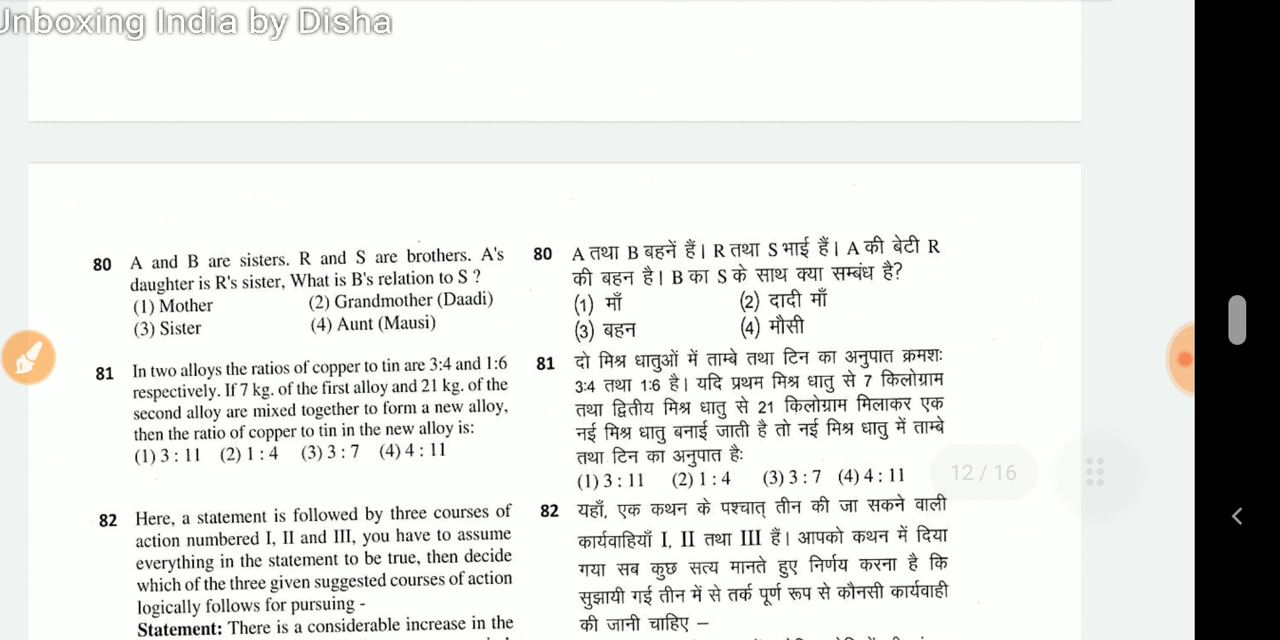 Unboxing India by Disha
80 A and B are sisters. R and S are brothers. A's
daughter is R's sister, What is B's relation to S ?
(1) Mother (2) Grandmother (Daadi)
(3) Sister (4) Aunt (Mausi)
81 In two alloys the ratios of copper to tin are 3:4 and 1:6
respectively. If 7 kg. of the first alloy and 21 kg. of the
second alloy are mixed together to form a new alloy,
then the ratio of copper to tin in the new alloy is:
(1) 3 : 11 (2) 1 : 4 (3) 3 : 7 (4) 4 : 11
82 Here, a statement is followed by three courses of
action numbered I, II and III, you have to assume
everything in the statement to be true, then decide
which of the three given suggested courses of action
logically follows for pursuing -
Statement: There is a considerable increase in the
80 A तथा B बहनें हैं। R तथा S भाई हैं। A की बेटी R
की बहन है। B का S के साथ क्या सम्बंध है?
(1) माँ (2) दादी माँ
(3) बहन (4) मौसी
81 दो मिश्र धातुओं में ताम्बे तथा टिन का अनुपात क्रमशः
3:4 तथा 1:6 है। यदि प्रथम मिश्र धातु से 7 किलोग्राम
तथा द्वितीय मिश्र धातु से 21 किलोग्राम मिलाकर एक
नई मिश्र धातु बनाई जाती है तो नई मिश्र धातु में ताम्बे
तथा टिन का अनुपात है:
(1) 3 : 11 (2) 1 : 4 (3) 3 : 7 (4) 4 : 11
82 यहाँ, एक कथन के पश्चात् तीन की जा सकने वाली
कार्यवाहियाँ I, II तथा III हैं। आपको कथन में दिया
गया सब कुछ सत्य मानते हुए निर्णय करना है कि
सुझायी गई तीन में से तर्क पूर्ण रूप से कौनसी कार्यवाही
की जानी चाहिए –
12 / 16